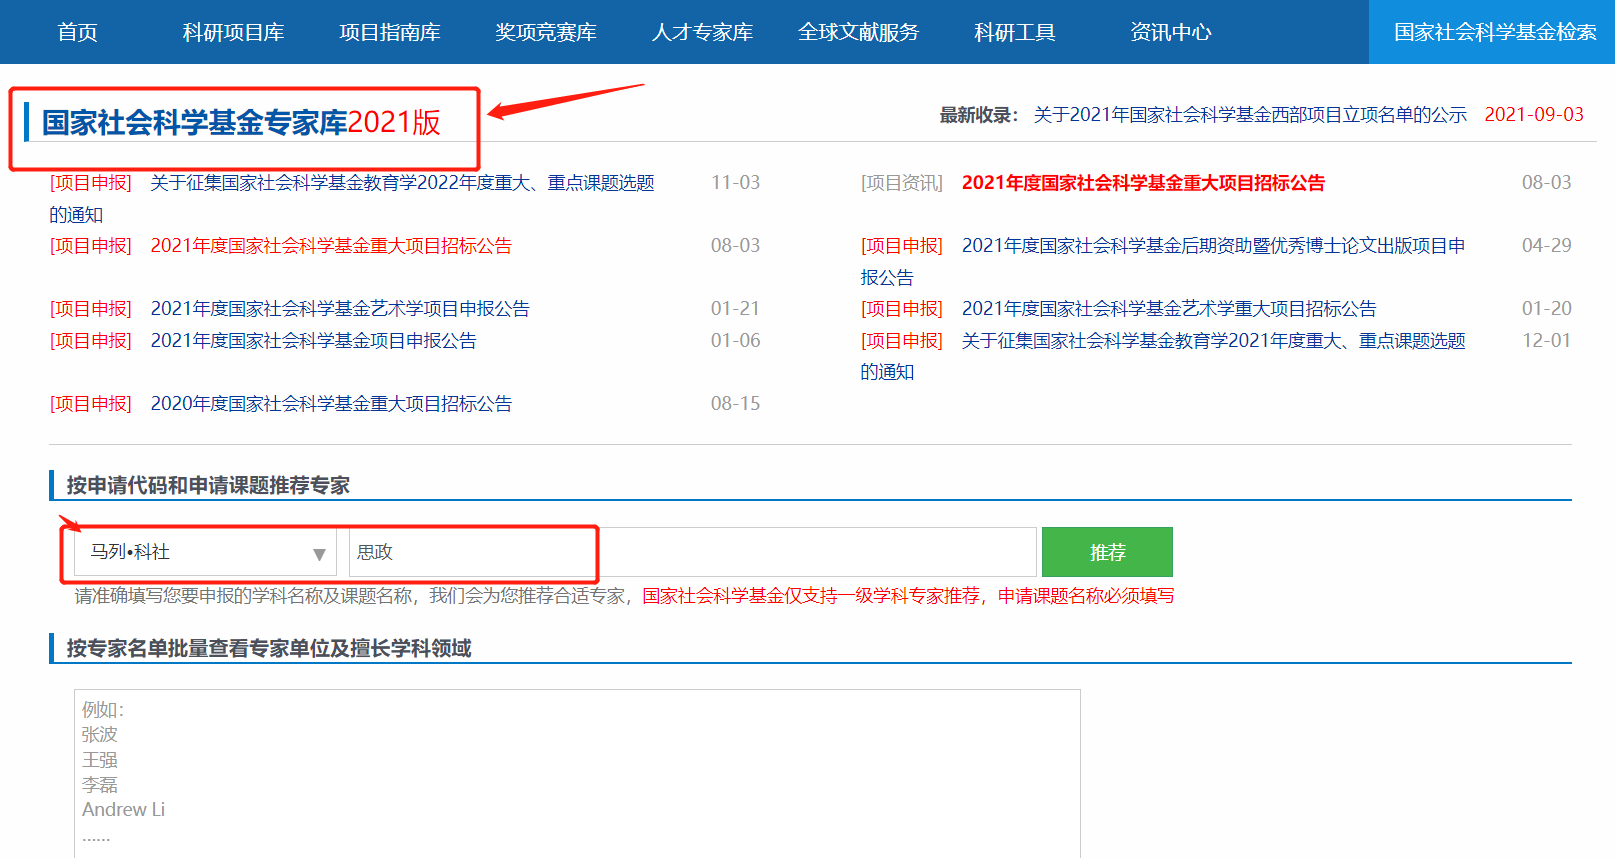 首页 科研项目库 项目指南库 奖项竞赛库 人才专家库 全球文献服务 科研工具 资讯中心 国家社会科学基金检索
国家社会科学基金专家库2021版
最新收录： 关于2021年国家社会科学基金西部项目立项名单的公示 2021-09-03
[项目申报] 关于征集国家社会科学基金教育学2022年度重大、重点课题选题的通知 11-03
[项目资讯] 2021年度国家社会科学基金重大项目招标公告 08-03
[项目申报] 2021年度国家社会科学基金重大项目招标公告 08-03
[项目申报] 2021年度国家社会科学基金后期资助暨优秀博士论文出版项目申报公告 04-29
[项目申报] 2021年度国家社会科学基金艺术学项目申报公告 01-21
[项目申报] 2021年度国家社会科学基金艺术学重大项目招标公告 01-20
[项目申报] 2021年度国家社会科学基金项目申报公告 01-06
[项目申报] 关于征集国家社会科学基金教育学2021年度重大、重点课题选题的通知 12-01
[项目申报] 2020年度国家社会科学基金重大项目招标公告 08-15
按申请代码和申请课题推荐专家
马列•科社 ▼ 思政 推荐
请准确填写您要申报的学科名称及课题名称，我们会为您推荐合适专家，国家社会科学基金仅支持一级学科专家推荐，申请课题名称必须填写
按专家名单批量查看专家单位及擅长学科领域
例如：
张波
王强
李磊
Andrew Li
......